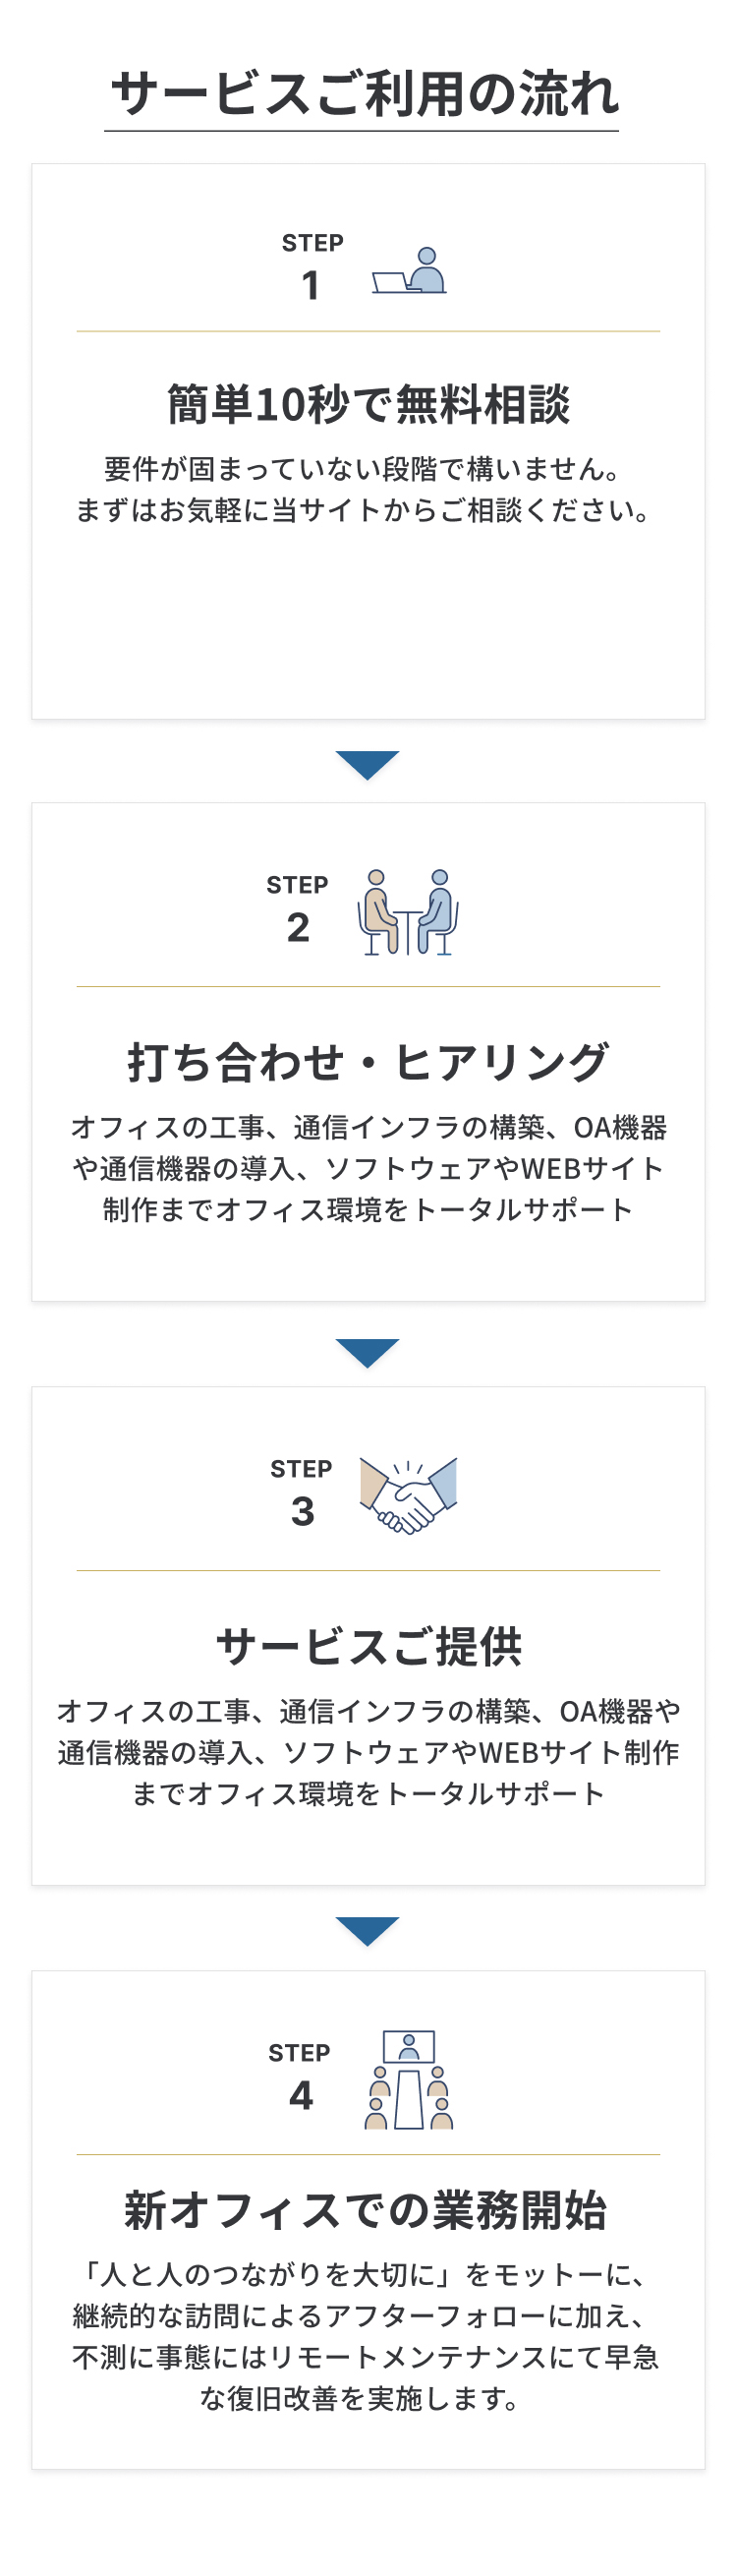 サービスご利用の流れ
STEP
1
簡単10秒で無料相談
要件が固まっていない段階で構いません。
まずはお気軽に当サイトからご相談ください。
STEP
2
打ち合わせ・ヒアリング
オフィスの工事、通信インフラの構築、OA機器
や通信機器の導入、ソフトウェアやWEBサイト
制作までオフィス環境をトータルサポート
STEP
3
サービスご提供
オフィスの工事、通信インフラの構築、OA機器や
通信機器の導入、ソフトウェアやWEBサイト制作
までオフィス環境をトータルサポート
STEP
4
新オフィスでの業務開始
「人と人のつながりを大切に」をモットーに、
継続的な訪問によるアフターフォローに加え、
不測に事態にはリモートメンテナンスにて早急
な復旧改善を実施します。